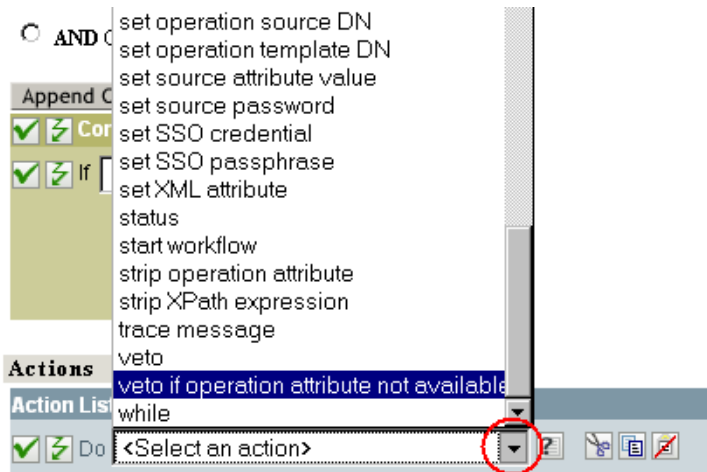 set operation source DN
AND
set operation template DN
set source attribute value
Append
set source password
set SSO credential
If
set SSO passphrase
set XML attribute
status
start workflow
strip operation attribute
strip XPath expression
trace message
veto
Actions
veto if operation attribute not available
Action List
while
Do <Select an action>